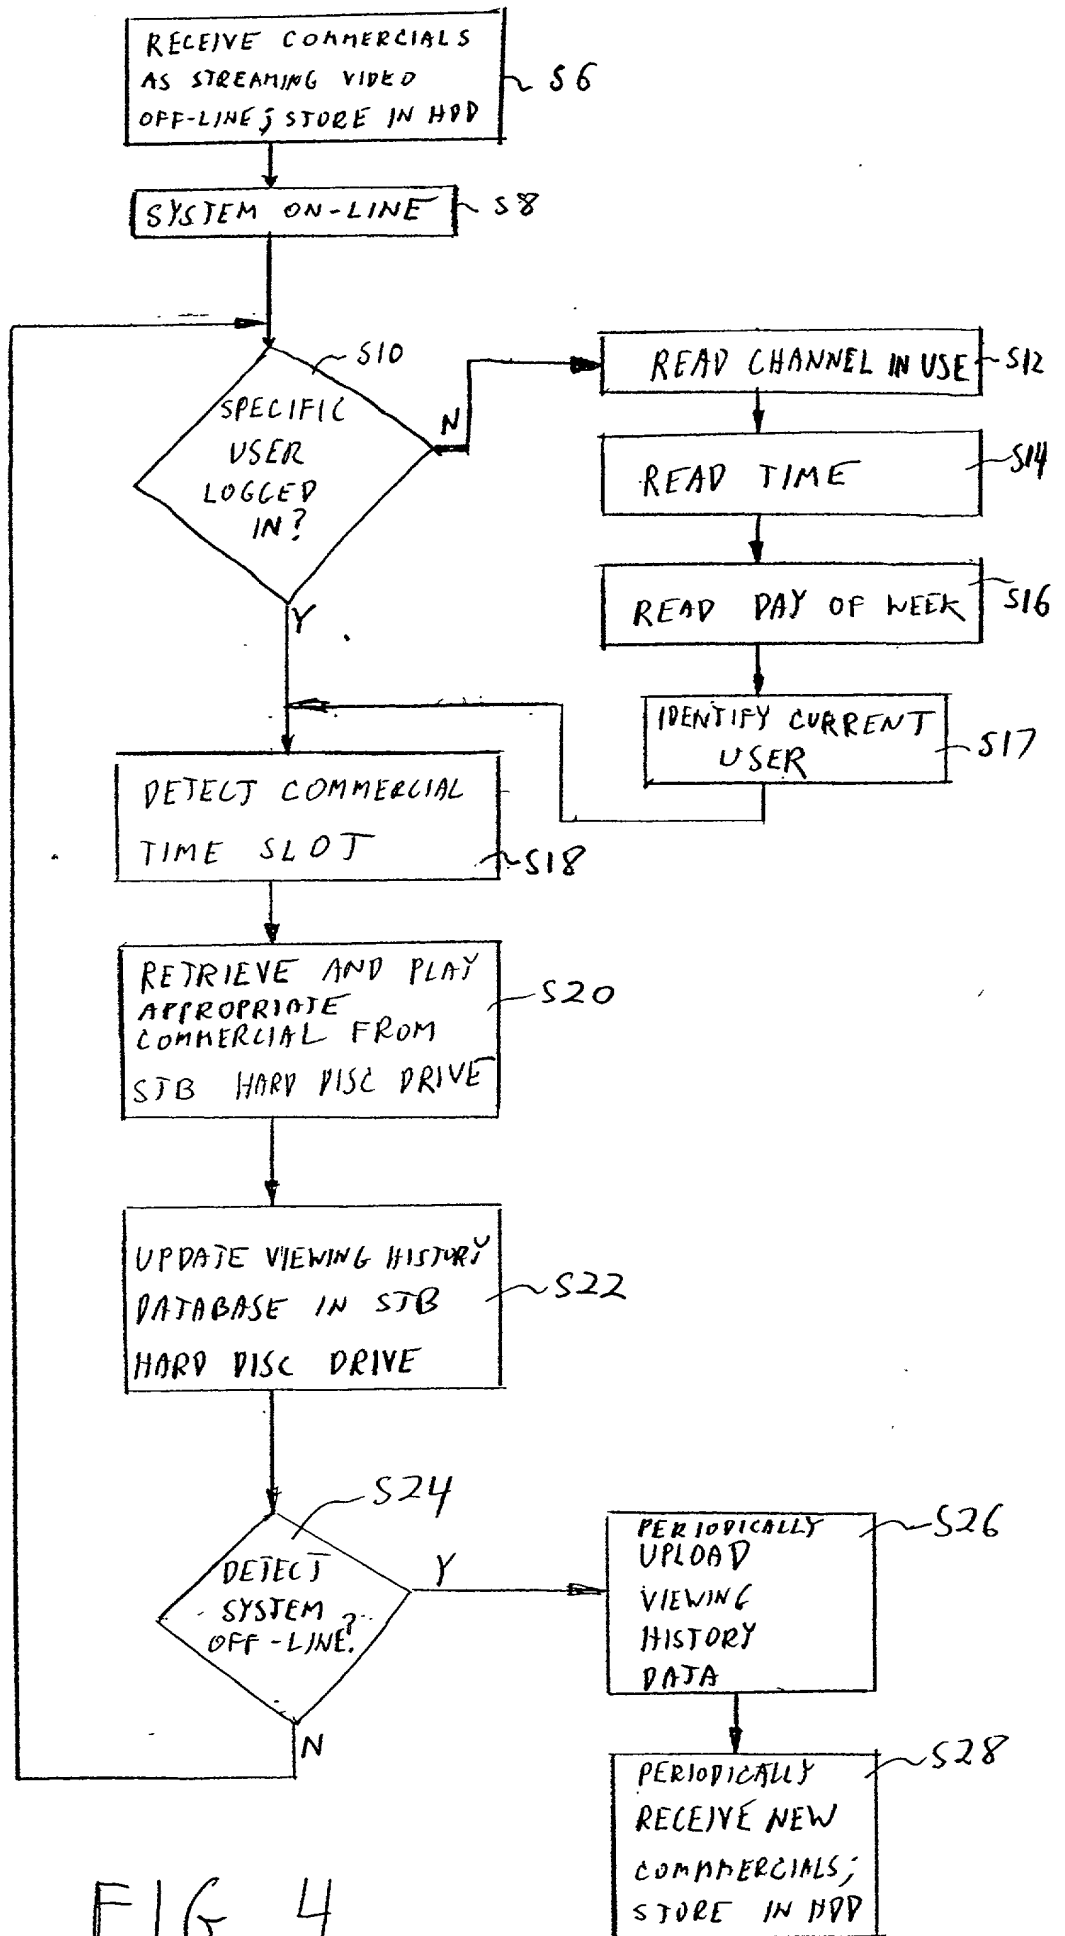 RECEIVE COMMERCIALS
AS STREAMING VIDEO
OFF-LINE; STORE IN HDD
S6
SYSTEM ON-LINE
S8
S10
SPECIFIC
USER
LOGGED
IN?
N
Y
READ CHANNEL IN USE
S12
READ TIME
S14
READ DAY OF WEEK
S16
IDENTIFY CURRENT
USER
S17
DETECT COMMERCIAL
TIME SLOT
S18
RETRIEVE AND PLAY
APPROPRIATE
COMMERCIAL FROM
STB HARD DISC DRIVE
S20
UPDATE VIEWING HISTORY
DATABASE IN STB
HARD DISC DRIVE
S22
S24
DETECT
SYSTEM
OFF-LINE?
Y
N
PERIODICALLY
UPLOAD
VIEWING
HISTORY
DATA
S26
PERIODICALLY
RECEIVE NEW
COMMMERCIALS;
STORE IN HDD
S28
FIG 4